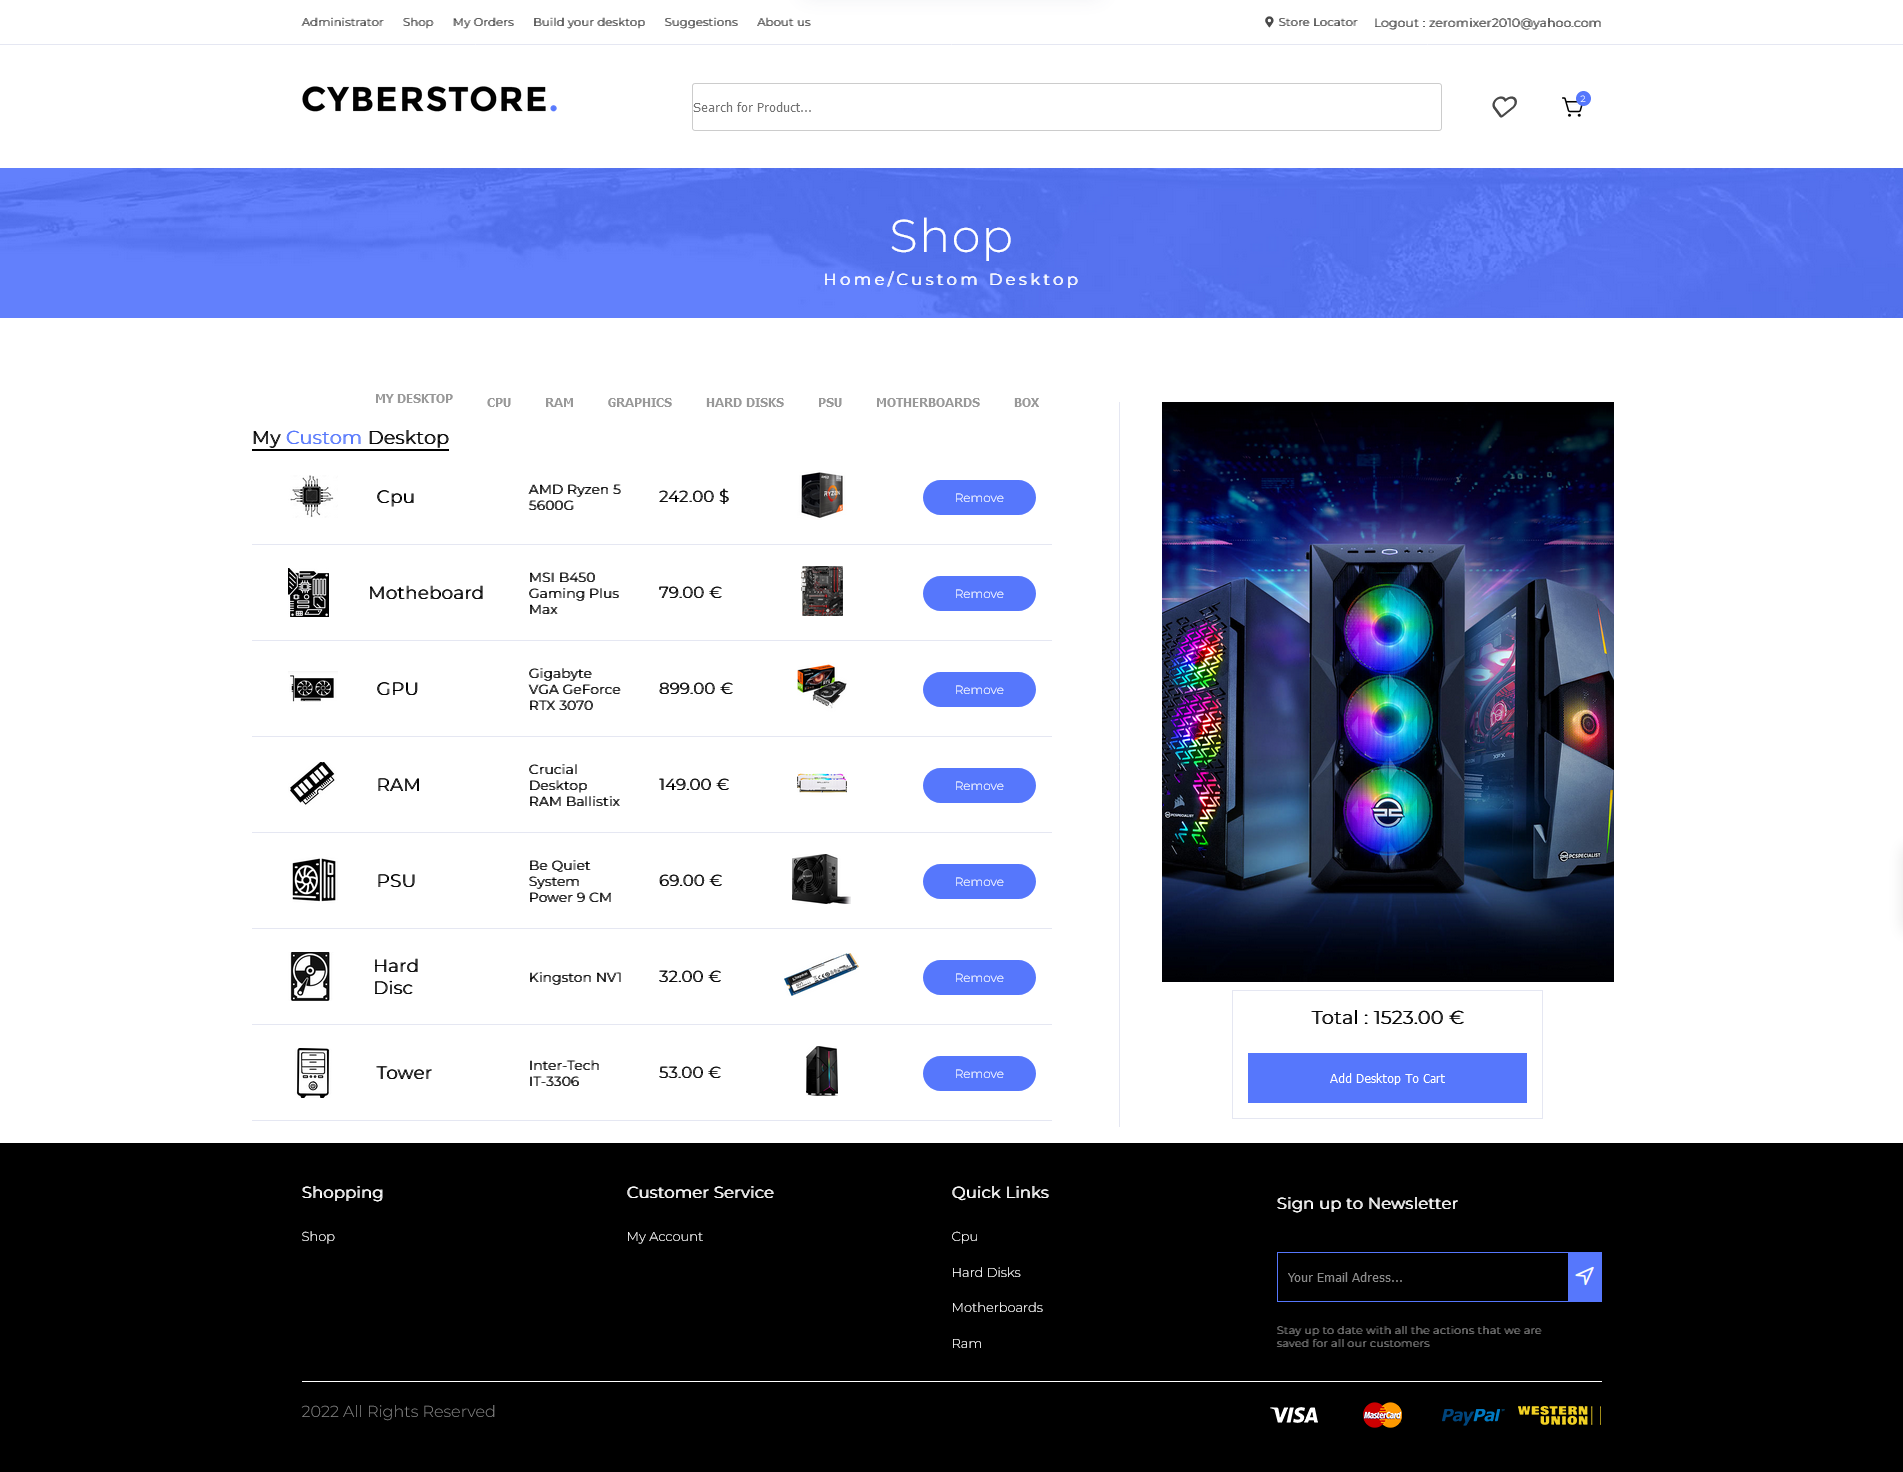 Administrator Shop My Orders Build your desktop Suggestions About us Store Locator Logout : zeromixer2010@yahoo.com
CYBERSTORE.
Search for Product...
2
Shop
Home/Custom Desktop
MY DESKTOP CPU RAM GRAPHICS HARD DISKS PSU MOTHERBOARDS BOX
My Custom Desktop
Cpu
AMD Ryzen 5
5600G
242.00 $
RYZEN
Remove
Motheboard
MSI B450
Gaming Plus
Max
79.00 €
Remove
GPU
Gigabyte
VGA GeForce
RTX 3070
899.00 €
Remove
RAM
Crucial
Desktop
RAM Ballistix
149.00 €
Remove
PSU
Be Quiet
System
Power 9 CM
69.00 €
Remove
Hard
Disc
Kingston NV1
32.00 €
Remove
Tower
Inter-Tech
IT-3306
53.00 €
Remove
PCSPECIALIST
XFX
PCSPECIALIST
Total : 1523.00 €
Add Desktop To Cart
Shopping
Shop
Customer Service
My Account
Quick Links
Cpu
Hard Disks
Motherboards
Ram
Sign up to Newsletter
Your Email Adress...
Stay up to date with all the actions that we are
saved for all our customers
2022 All Rights Reserved
VISA MasterCard PayPal WESTERN
UNION